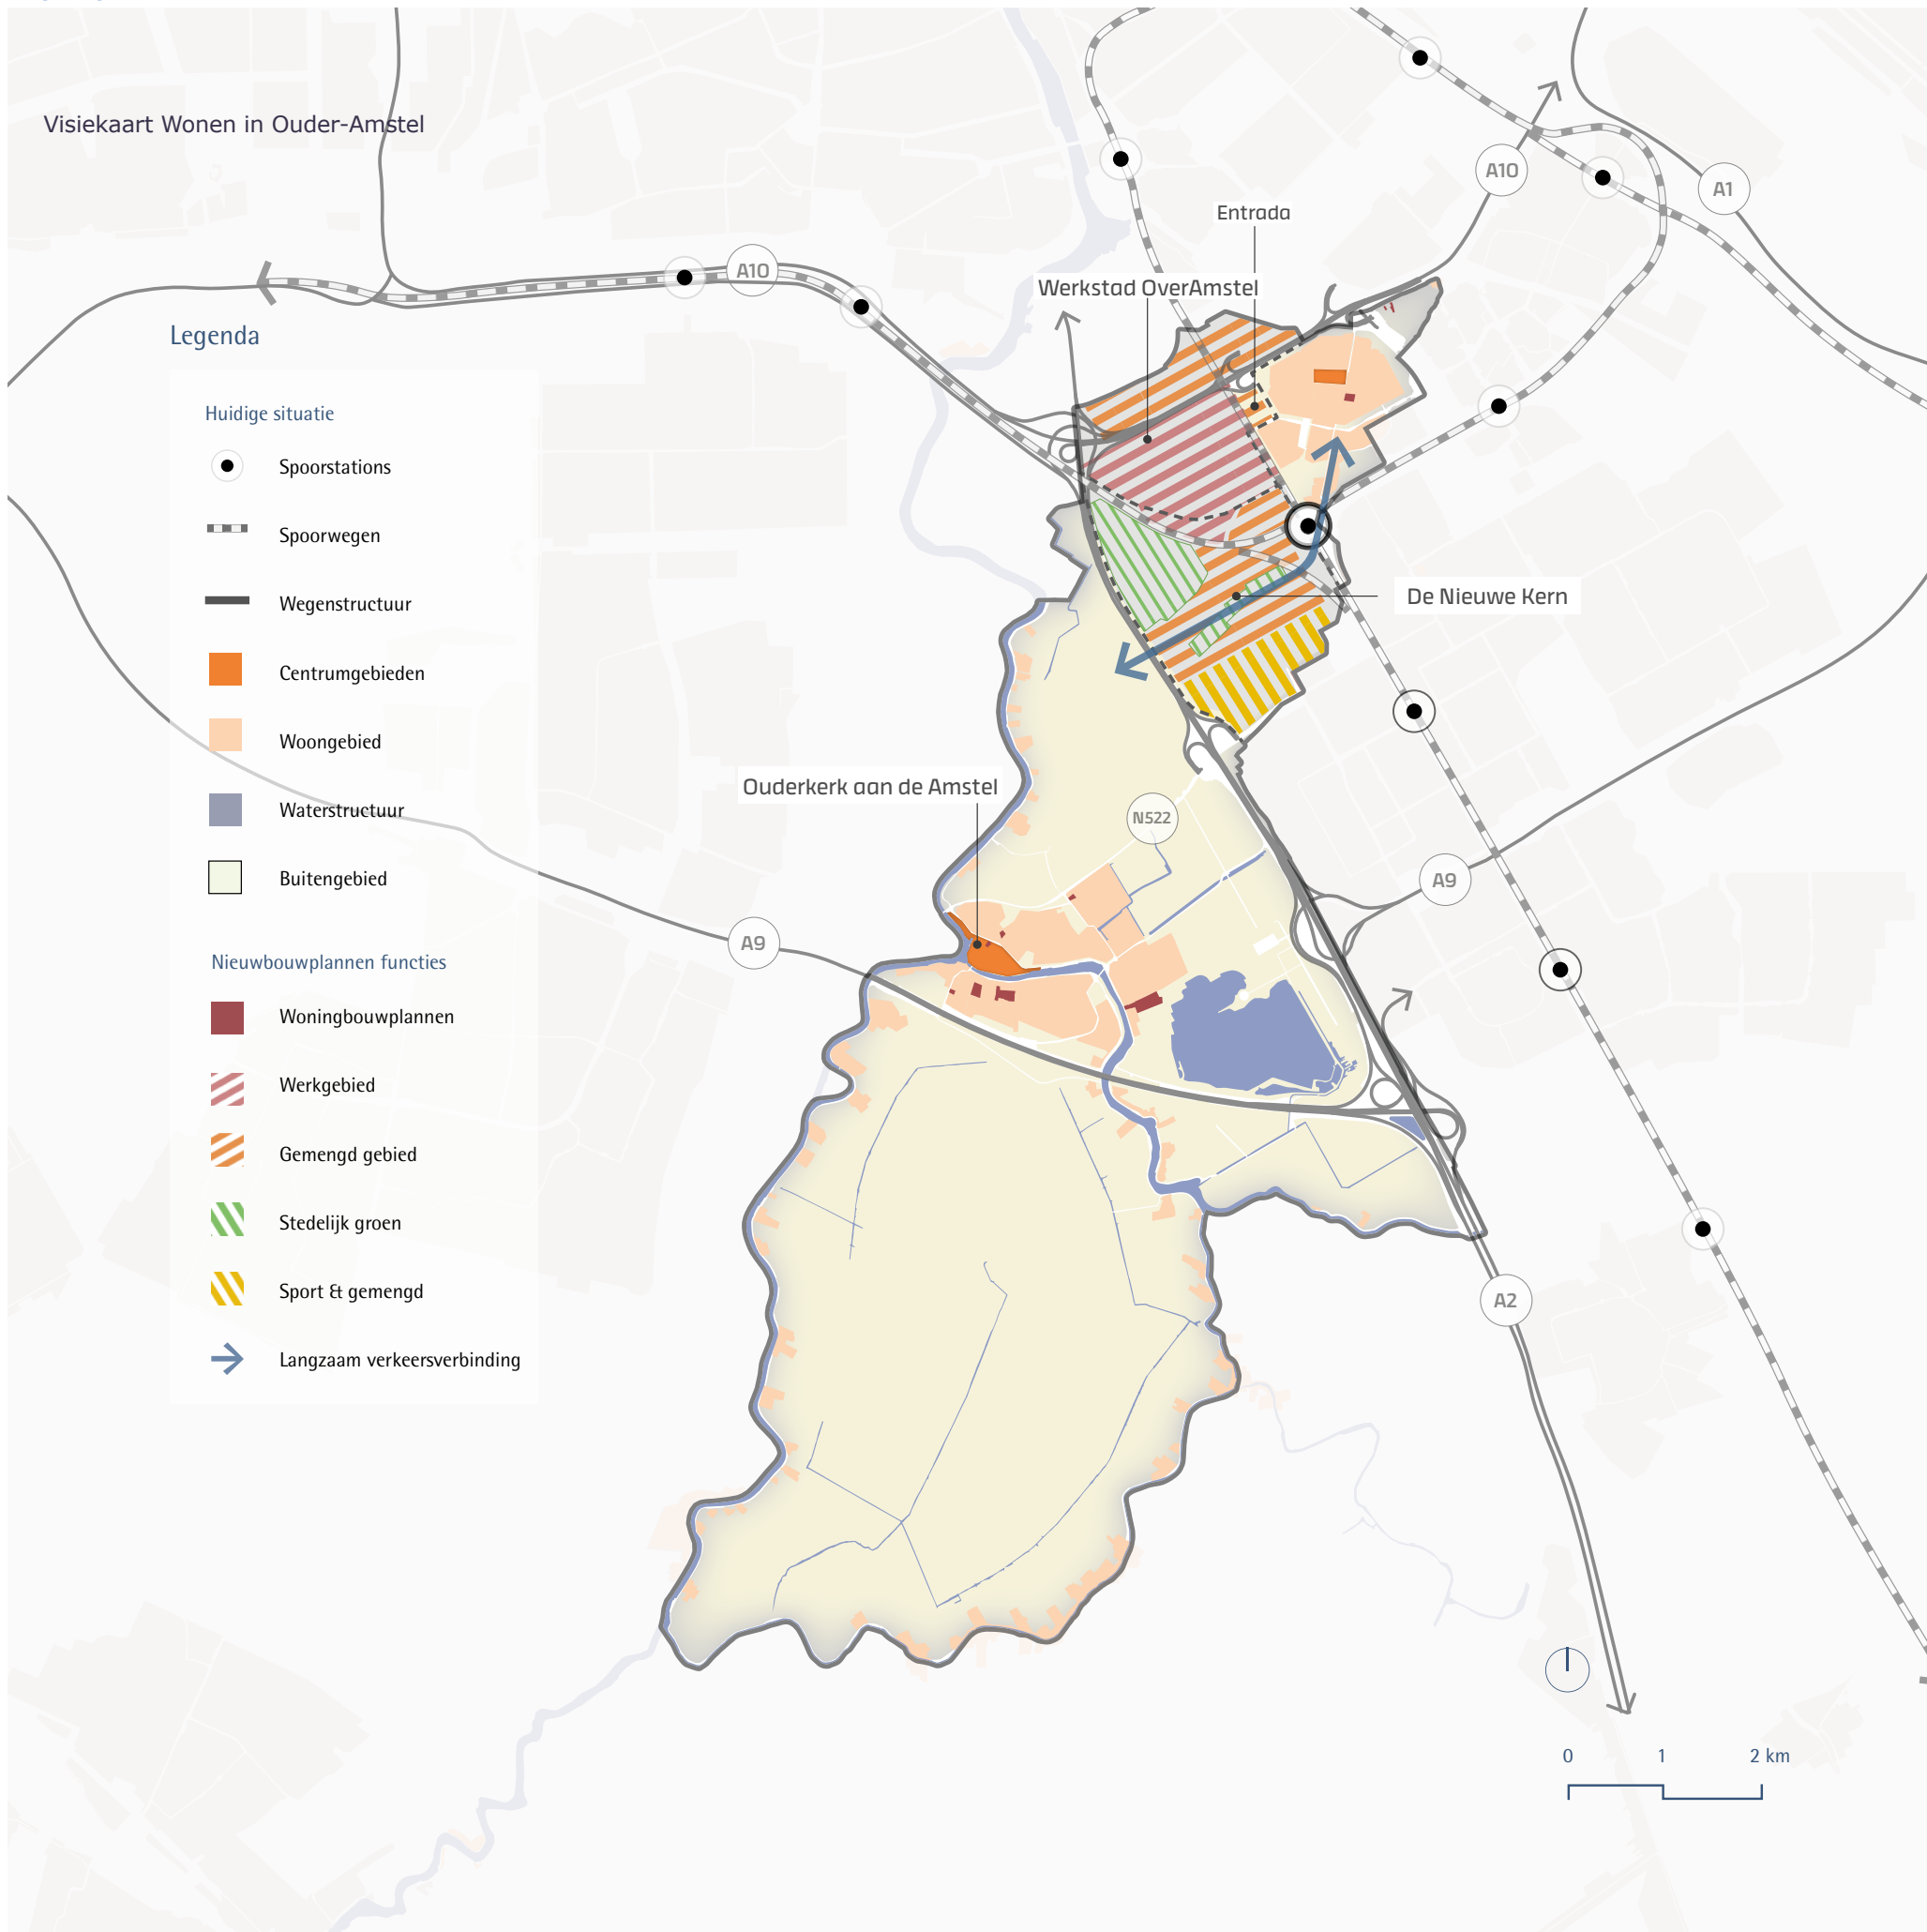 Visiekaart Wonen in Ouder-Amstel
A10
A1
Entrada
A10
Werkstad OverAmstel
Legenda
Huidige situatie
Spoorstations
Spoorwegen
Wegenstructuur
Centrumgebieden
Woongebied
Waterstructuur
Buitengebied
Nieuwbouwplannen functies
Woningbouwplannen
Werkgebied
Gemengd gebied
Stedelijk groen
Sport & gemengd
Langzaam verkeersverbinding
De Nieuwe Kern
Ouderkerk aan de Amstel
N522
A9
A9
A2
0 1 2 km